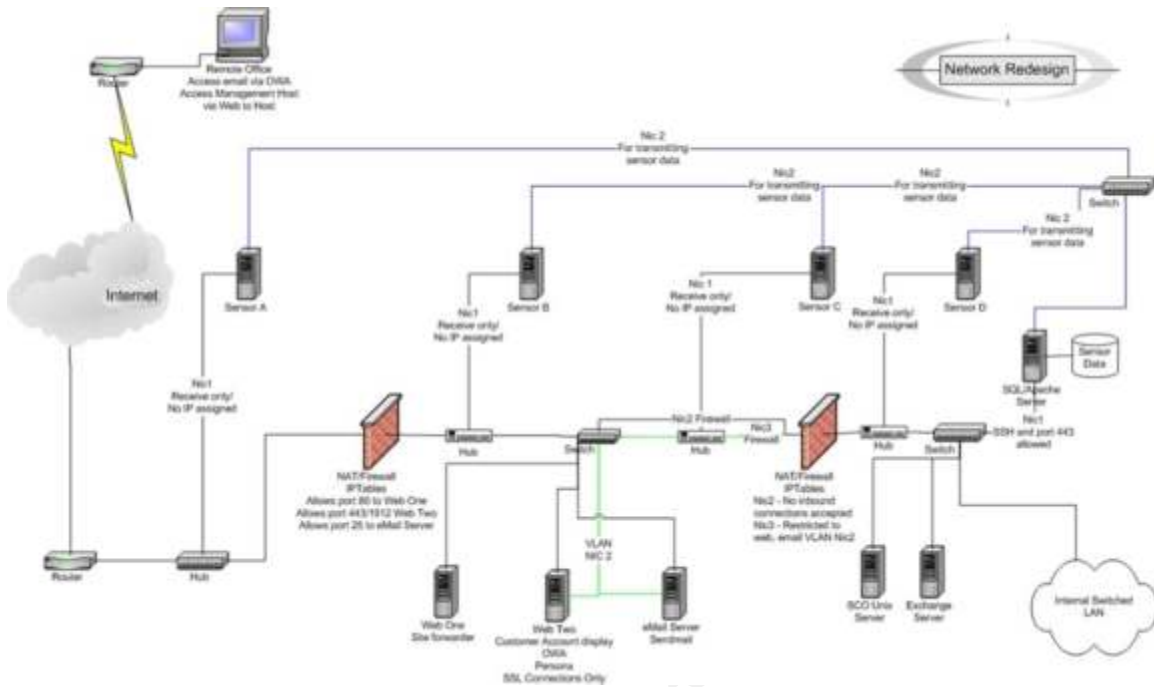 Network Redesign
Router
Remote Office
Access email via OWA
Access Management Host
via Web to Host
Nic 2
For transmitting
sensor data
Nic2
For transmitting
sensor data
Nic2
For transmitting
sensor data
Switch
Nic 2
For transmitting
sensor data
Internet
Sensor A
Sensor B
Sensor C
Sensor D
Nic1
Receive only/
No IP assigned
Nic1
Receive only/
No IP assigned
Nic 1
Receive only/
No IP assigned
Nic1
Receive only/
No IP assigned
Sensor
Data
SQL/Apache
Server
Nic1
SSH and port 443
allowed
Nic2 Firewall
Nic3
Firewall
Hub
Switch
Hub
Hub
Switch
NAT/Firewall
IPTables
Allows port 80 to Web One
Allows port 443/1912 Web Two
Allows port 25 to eMail Server
NAT/Firewall
IPTables
Nic2 - No inbound
connections accepted
Nic3 - Restricted to
web, email VLAN Nic2
VLAN
NIC 2
Router
Hub
Web One
Site forwarder
Web Two
Customer Account display
OWA
Persona
SSL Connections Only
eMail Server
Sendmail
SCO Unix
Server
Exchange
Server
Internal Switched
LAN